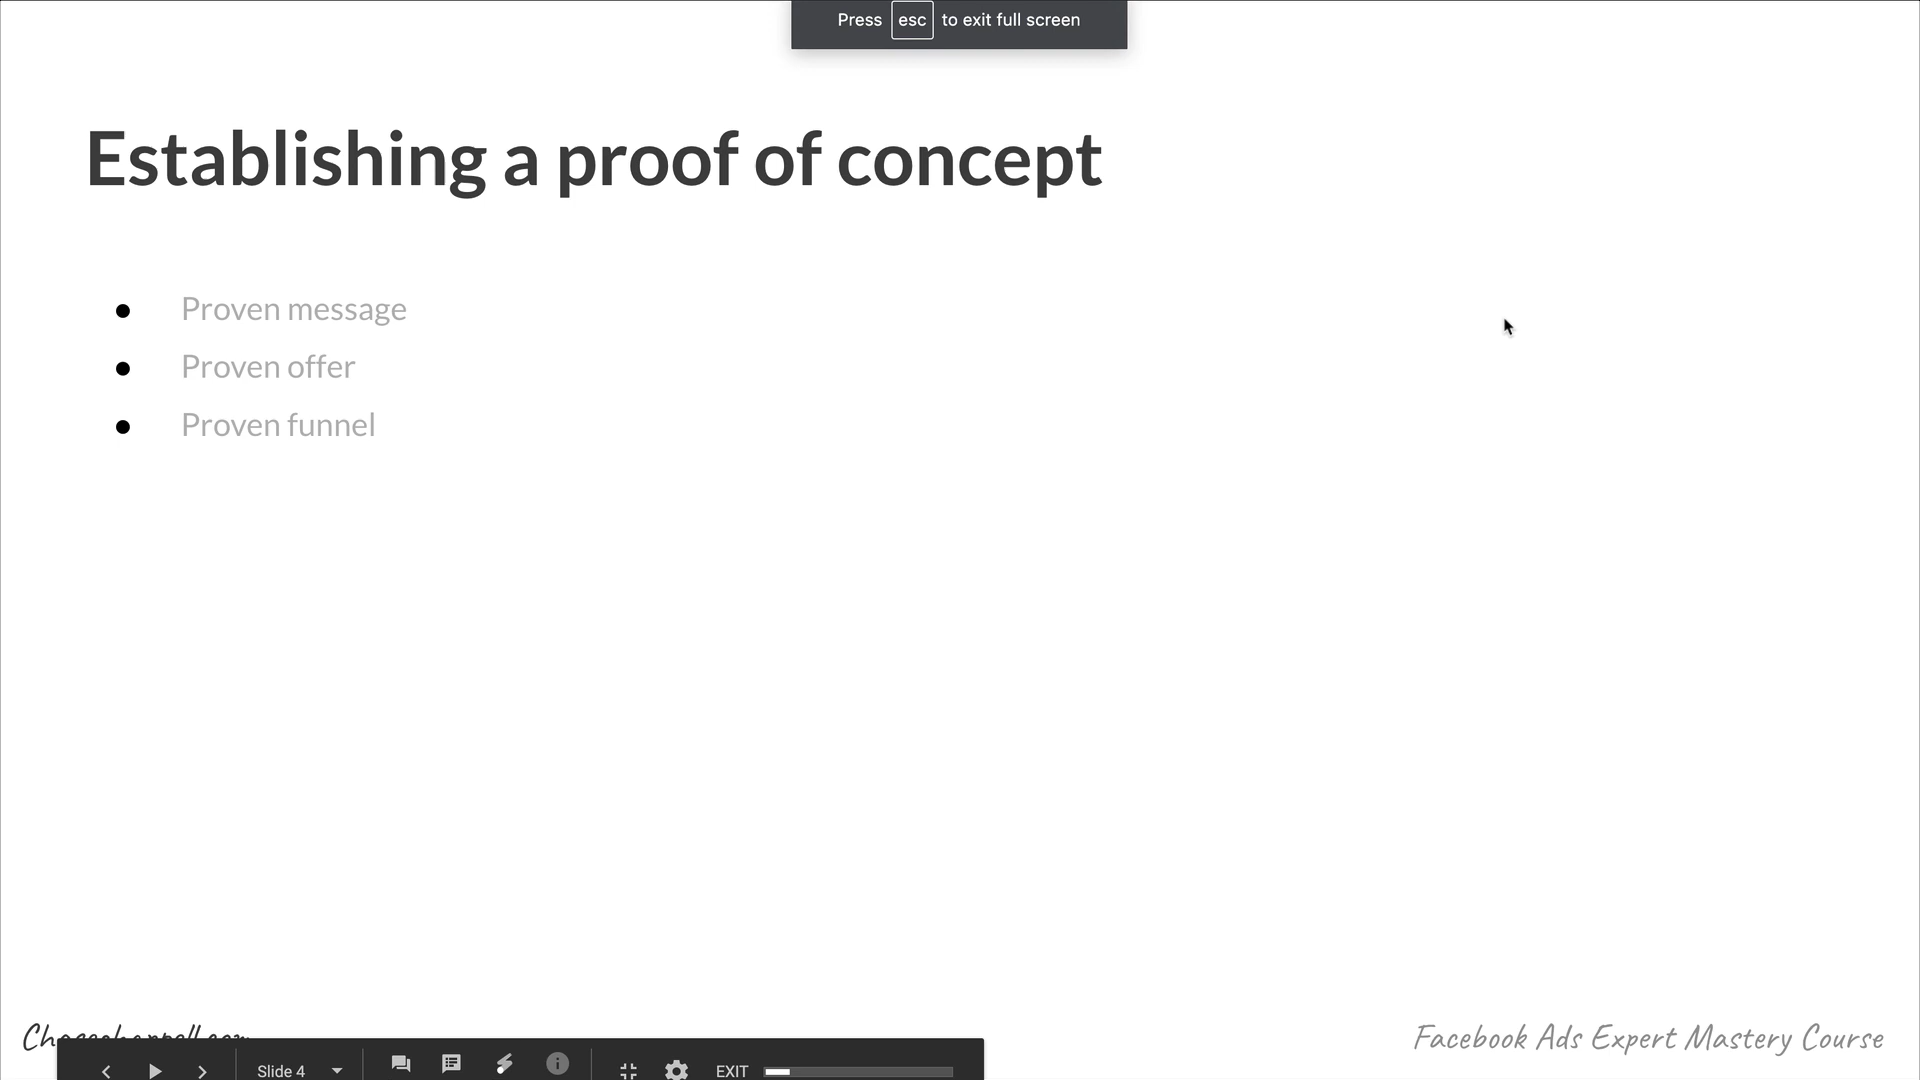 Press esc to exit full screen
Establishing a proof of concept
● Proven message
● Proven offer
● Proven funnel
Facebook Ads Expert Mastery Course
Slide 4
EXIT